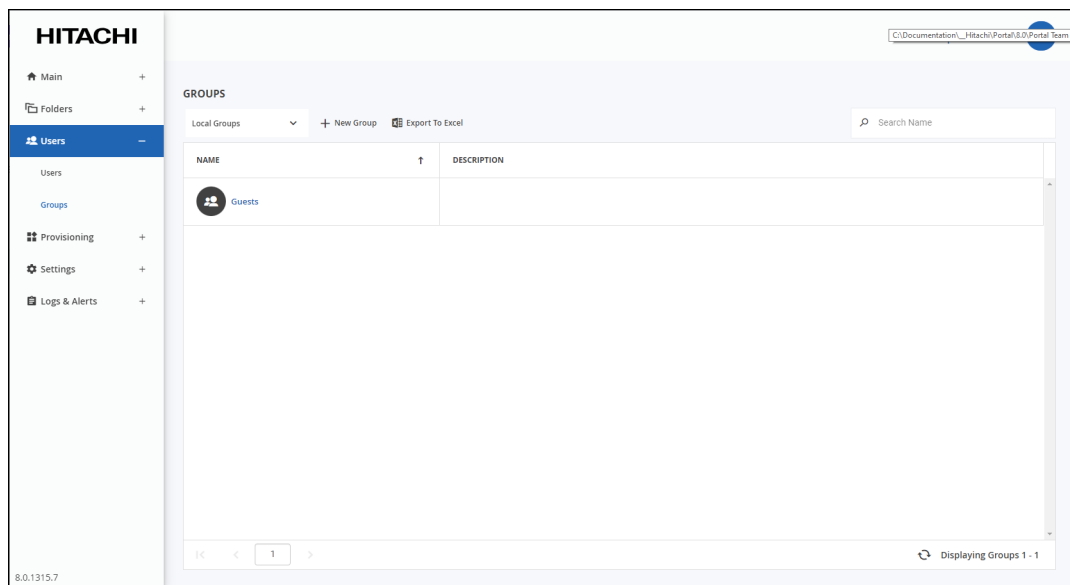 HITACHI
C:\Documentation\__Hitachi\Portal\8.0\Portal Team
Main
Folders
Users
Users
Groups
Provisioning
Settings
Logs & Alerts
8.0.1315.7
GROUPS
Local Groups
New Group
Export To Excel
Search Name
NAME
DESCRIPTION
Guests
1
Displaying Groups 1 - 1